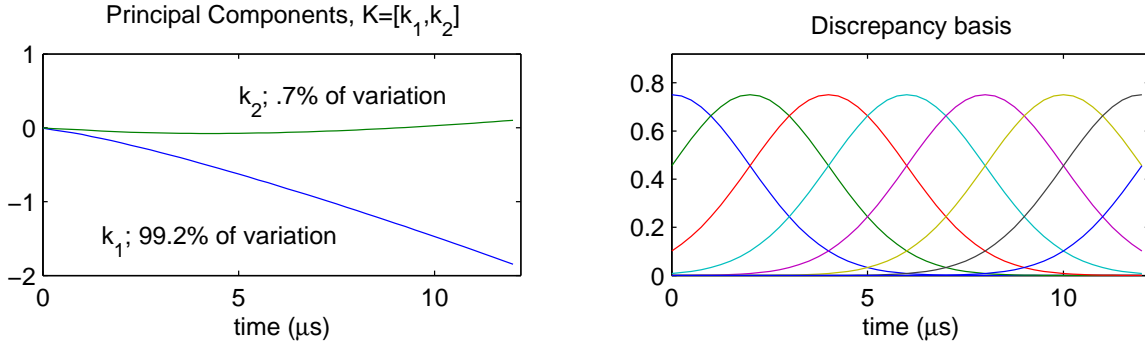 Principal Components, K=[k₁,k₂]
1
0
−1
−2
k₂; .7% of variation
k₁; 99.2% of variation
0
5
10
time (μs)
Discrepancy basis
0.8
0.6
0.4
0.2
0
0
5
10
time (μs)